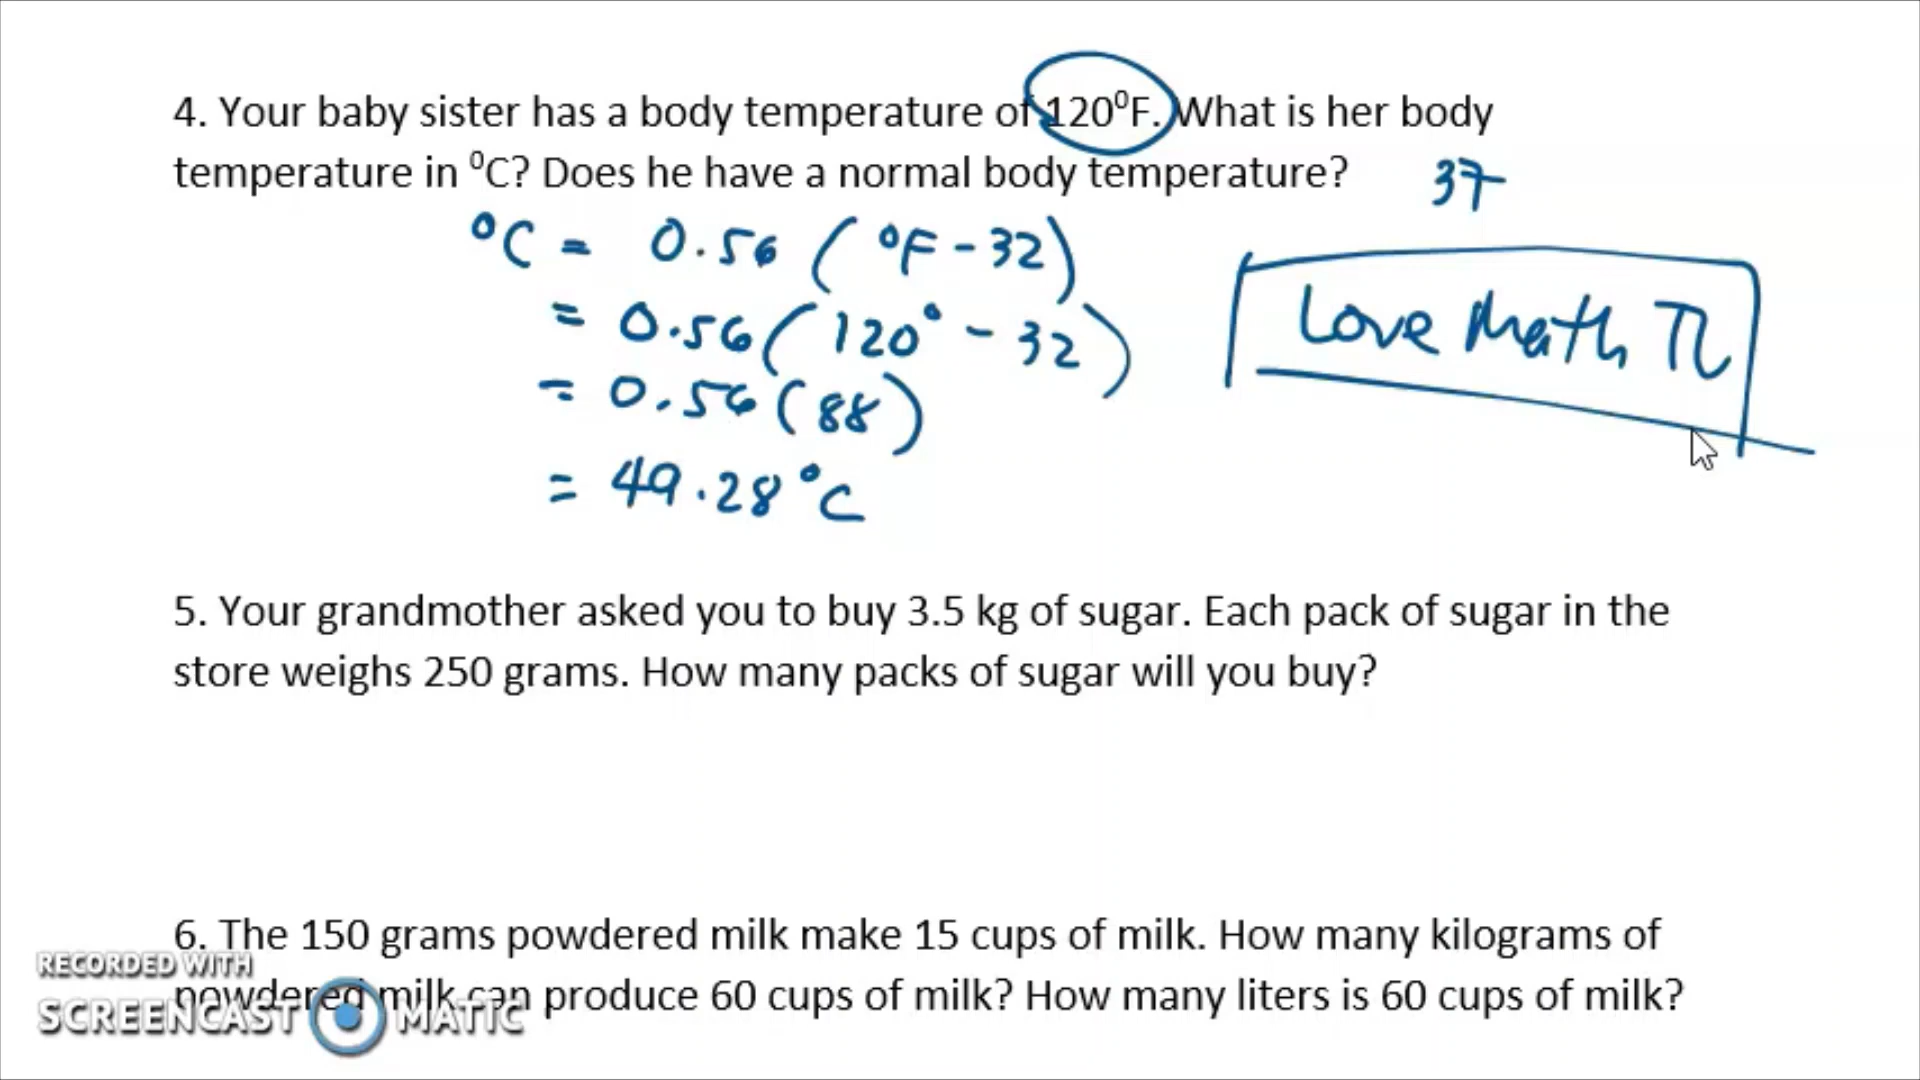 4. Your baby sister has a body temperature of 120⁰F. What is her body
temperature in ⁰C? Does he have a normal body temperature?
37
°C = 0.56 (°F - 32)
= 0.56 (120° - 32)
= 0.56 (88)
= 49.28 °C
Love Math π
5. Your grandmother asked you to buy 3.5 kg of sugar. Each pack of sugar in the
store weighs 250 grams. How many packs of sugar will you buy?
6. The 150 grams powdered milk make 15 cups of milk. How many kilograms of
powdered milk can produce 60 cups of milk? How many liters is 60 cups of milk?
RECORDED WITH
SCREENCAST MATIC